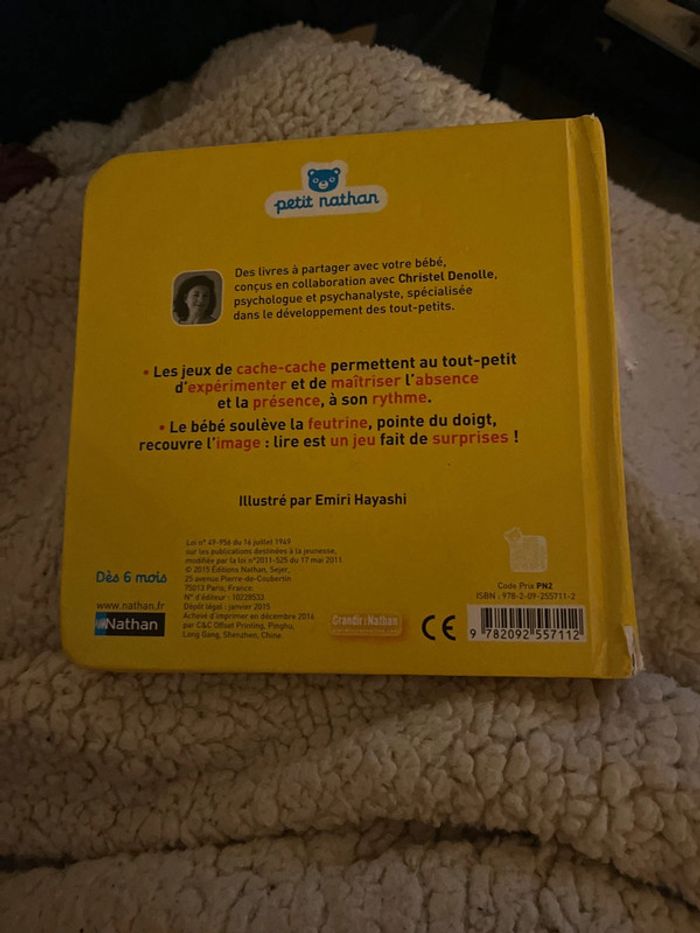 petit nathan
Des livres à partager avec votre bébé,
conçus en collaboration avec Christel Denolle,
psychologue et psychanalyste, spécialisée
dans le développement des tout-petits.
• Les jeux de cache-cache permettent au tout-petit
d'expérimenter et de maîtriser l'absence
et la présence, à son rythme.
• Le bébé soulève la feutrine, pointe du doigt,
recouvre l'image : lire est un jeu fait de surprises !
Illustré par Emiri Hayashi
Dès 6 mois
www.nathan.fr
Nathan
Loi n° 49-956 du 16 juillet 1949
sur les publications destinées à la jeunesse,
modifiée par la loi n°2011-525 du 17 mai 2011.
© 2015 Éditions Nathan, Sejer,
25 avenue Pierre-de-Coubertin
75013 Paris, France.
N° d'éditeur : 10228533
Dépôt légal : janvier 2015
Achevé d'imprimer en décembre 2016
par C&C Offset Printing, Pinghu,
Long Gang, Shenzhen, Chine.
Grandir : Nathan
CE
Code Prix PN2
ISBN : 978-2-09-255711-2
9 782092 557112